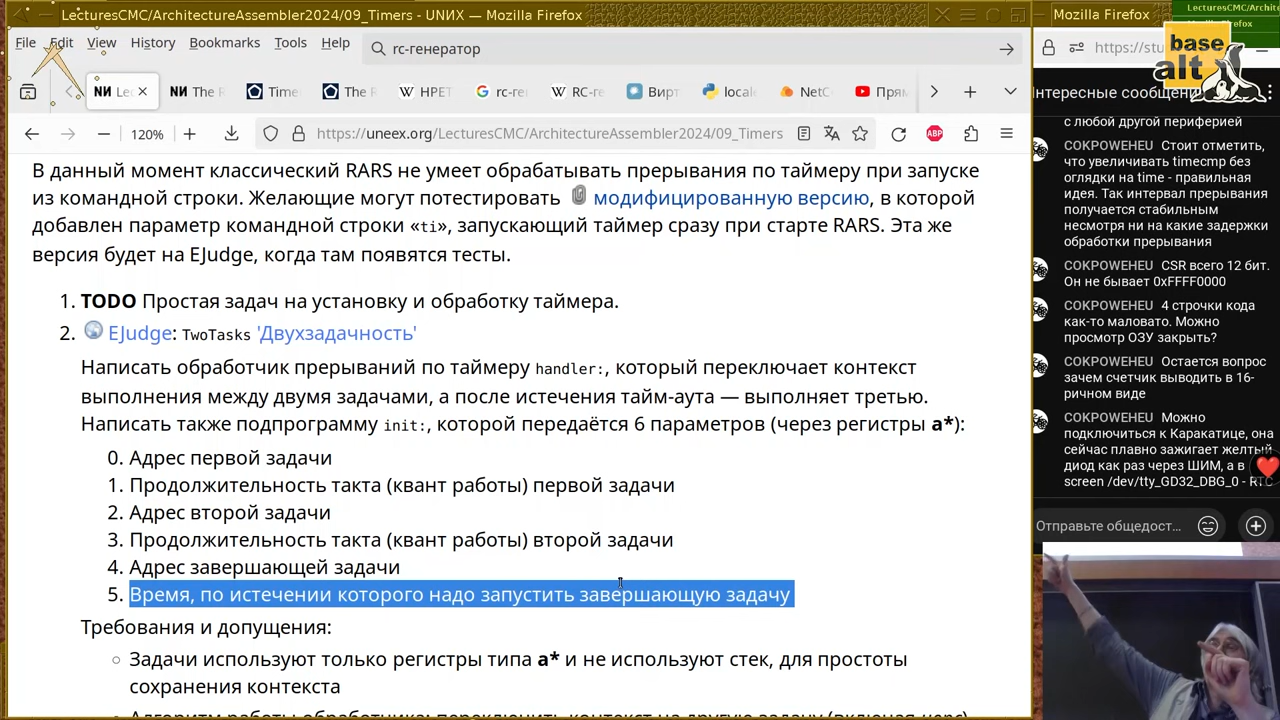 LecturesCMC/ArchitectureAssembler2024/09_Timers - UNИX — Mozilla Firefox
File Edit View History Bookmarks Tools Help
rc-генератор
120%
https://uneex.org/LecturesCMC/ArchitectureAssembler2024/09_Timers
В данный момент классический RARS не умеет обрабатывать прерывания по таймеру при запуске
из командной строки. Желающие могут потестировать модифицированную версию, в которой
добавлен параметр командной строки «ti», запускающий таймер сразу при старте RARS. Эта же
версия будет на EJudge, когда там появятся тесты.
1. TODO Простая задач на установку и обработку таймера.
2. EJudge: TwoTasks 'Двухзадачность'
Написать обработчик прерываний по таймеру handler:, который переключает контекст
выполнения между двумя задачами, а после истечения тайм-аута — выполняет третью.
Написать также подпрограмму init:, которой передаётся 6 параметров (через регистры a*):
0. Адрес первой задачи
1. Продолжительность такта (квант работы) первой задачи
2. Адрес второй задачи
3. Продолжительность такта (квант работы) второй задачи
4. Адрес завершающей задачи
5. Время, по истечении которого надо запустить завершающую задачу
Требования и допущения:
Задачи используют только регистры типа a* и не используют стек, для простоты
сохранения контекста
Mozilla Firefox
LecturesCMC/Archite
base
alt
https://stu
нтересные сообщени
с любой другой периферией
COKPOWEHEU Стоит отметить,
что увеличивать timecmp без
оглядки на time - правильная
идея. Так интервал прерывания
получается стабильным
несмотря ни на какие задержки
обработки прерывания
COKPOWEHEU CSR всего 12 бит.
Он не бывает 0xFFFF0000
COKPOWEHEU 4 строчки кода
как-то маловато. Можно
просмотр ОЗУ закрыть?
COKPOWEHEU Остается вопрос
зачем счетчик выводить в 16-
ричном виде
COKPOWEHEU Можно
подключиться к Каракатице, она
сейчас плавно зажигает желтый
диод как раз через ШИМ, а в
screen /dev/tty_GD32_DBG_0 - RTC
Отправьте общедост...